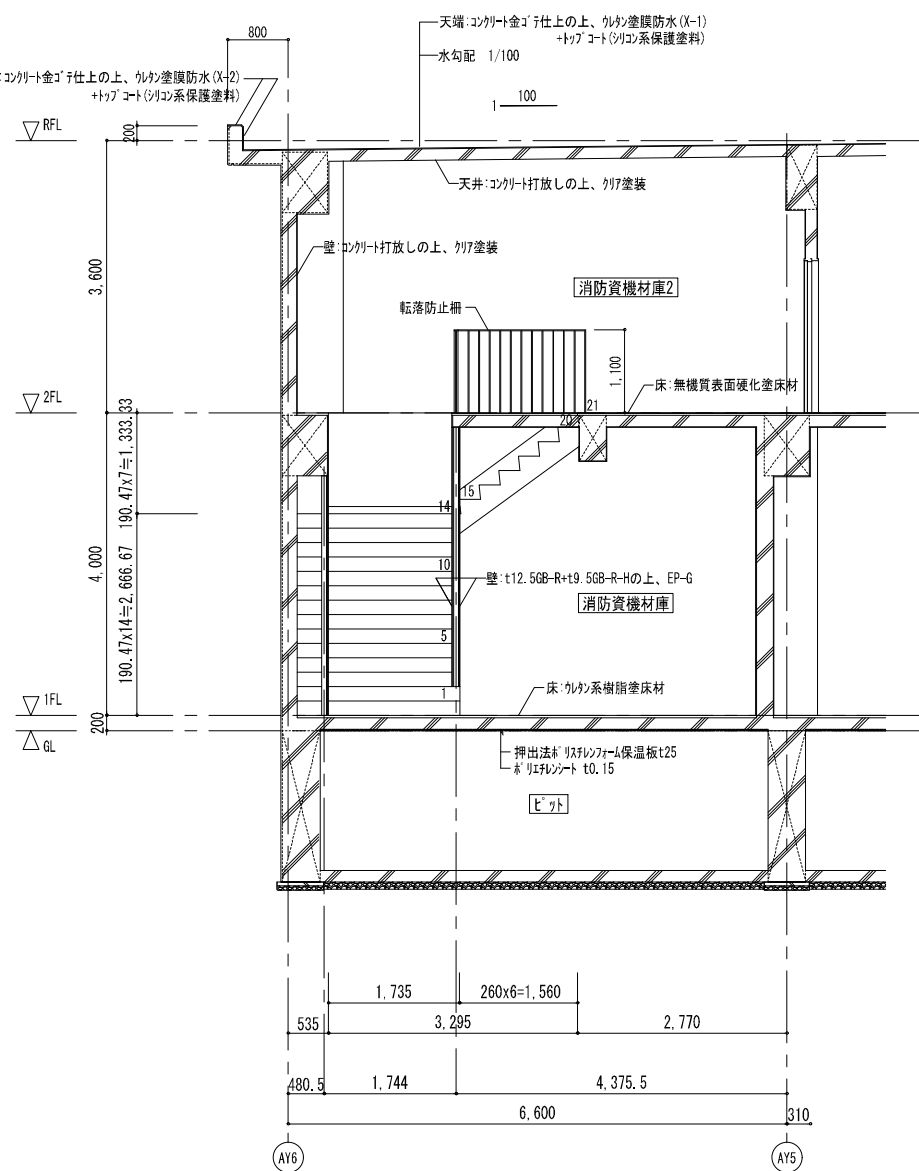 天端:コンクリート金ゴテ仕上の上、ウレタン塗膜防水(X-1)
+トップコート(シリコン系保護塗料)
水勾配 1/100
800
:コンクリート金ゴテ仕上の上、ウレタン塗膜防水(X-2)
+トップコート(シリコン系保護塗料)
1 100
RFL
200
天井:コンクリート打放しの上、クリア塗装
壁:コンクリート打放しの上、クリア塗装
3,600
消防資機材庫2
転落防止柵
1,100
床:無機質表面硬化塗床材
2FL
21
20
190.47x7≒1,333.33
15
14
4,000
10
壁:t12.5GB-R+t9.5GB-R-Hの上、EP-G
消防資機材庫
190.47x14≒2,666.67
5
1
床:ウレタン系樹脂塗床材
1FL
200
GL
押出法ポリスチレンフォーム保温板t25
ポリエチレンシート t0.15
ピット
1,735
260x6=1,560
535
3,295
2,770
480.5
1,744
4,375.5
6,600
310
AY6
AY5